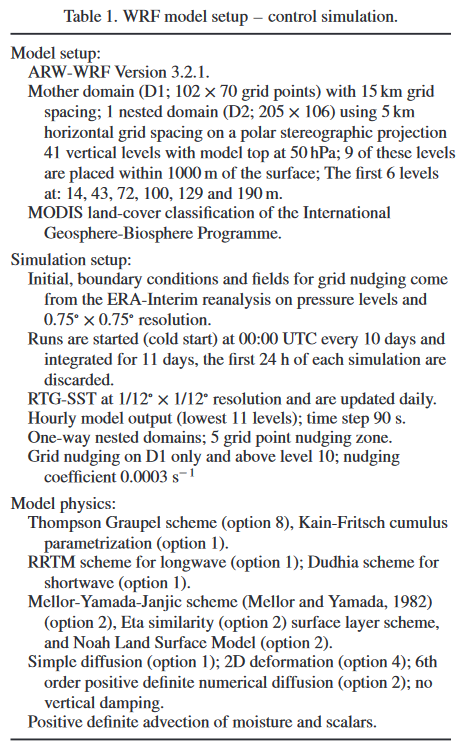 Table 1. WRF model setup – control simulation.
Model setup:
ARW-WRF Version 3.2.1.
Mother domain (D1; 102 × 70 grid points) with 15 km grid
spacing; 1 nested domain (D2; 205 × 106) using 5 km
horizontal grid spacing on a polar stereographic projection
41 vertical levels with model top at 50 hPa; 9 of these levels
are placed within 1000 m of the surface; The first 6 levels
at: 14, 43, 72, 100, 129 and 190 m.
MODIS land-cover classification of the International
Geosphere-Biosphere Programme.
Simulation setup:
Initial, boundary conditions and fields for grid nudging come
from the ERA-Interim reanalysis on pressure levels and
0.75° × 0.75° resolution.
Runs are started (cold start) at 00:00 UTC every 10 days and
integrated for 11 days, the first 24 h of each simulation are
discarded.
RTG-SST at 1/12° × 1/12° resolution and are updated daily.
Hourly model output (lowest 11 levels); time step 90 s.
One-way nested domains; 5 grid point nudging zone.
Grid nudging on D1 only and above level 10; nudging
coefficient 0.0003 s⁻¹
Model physics:
Thompson Graupel scheme (option 8), Kain-Fritsch cumulus
parametrization (option 1).
RRTM scheme for longwave (option 1); Dudhia scheme for
shortwave (option 1).
Mellor-Yamada-Janjic scheme (Mellor and Yamada, 1982)
(option 2), Eta similarity (option 2) surface layer scheme,
and Noah Land Surface Model (option 2).
Simple diffusion (option 1); 2D deformation (option 4); 6th
order positive definite numerical diffusion (option 2); no
vertical damping.
Positive definite advection of moisture and scalars.